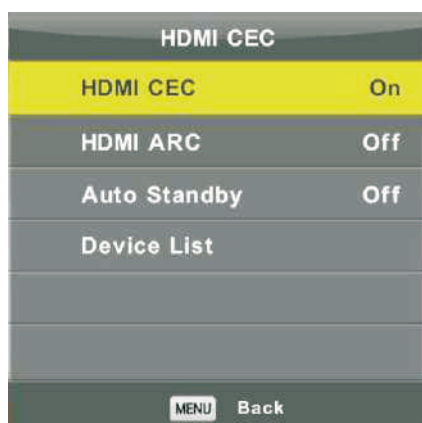 HDMI CEC
HDMI CEC On
HDMI ARC Off
Auto Standby Off
Device List
MENU Back